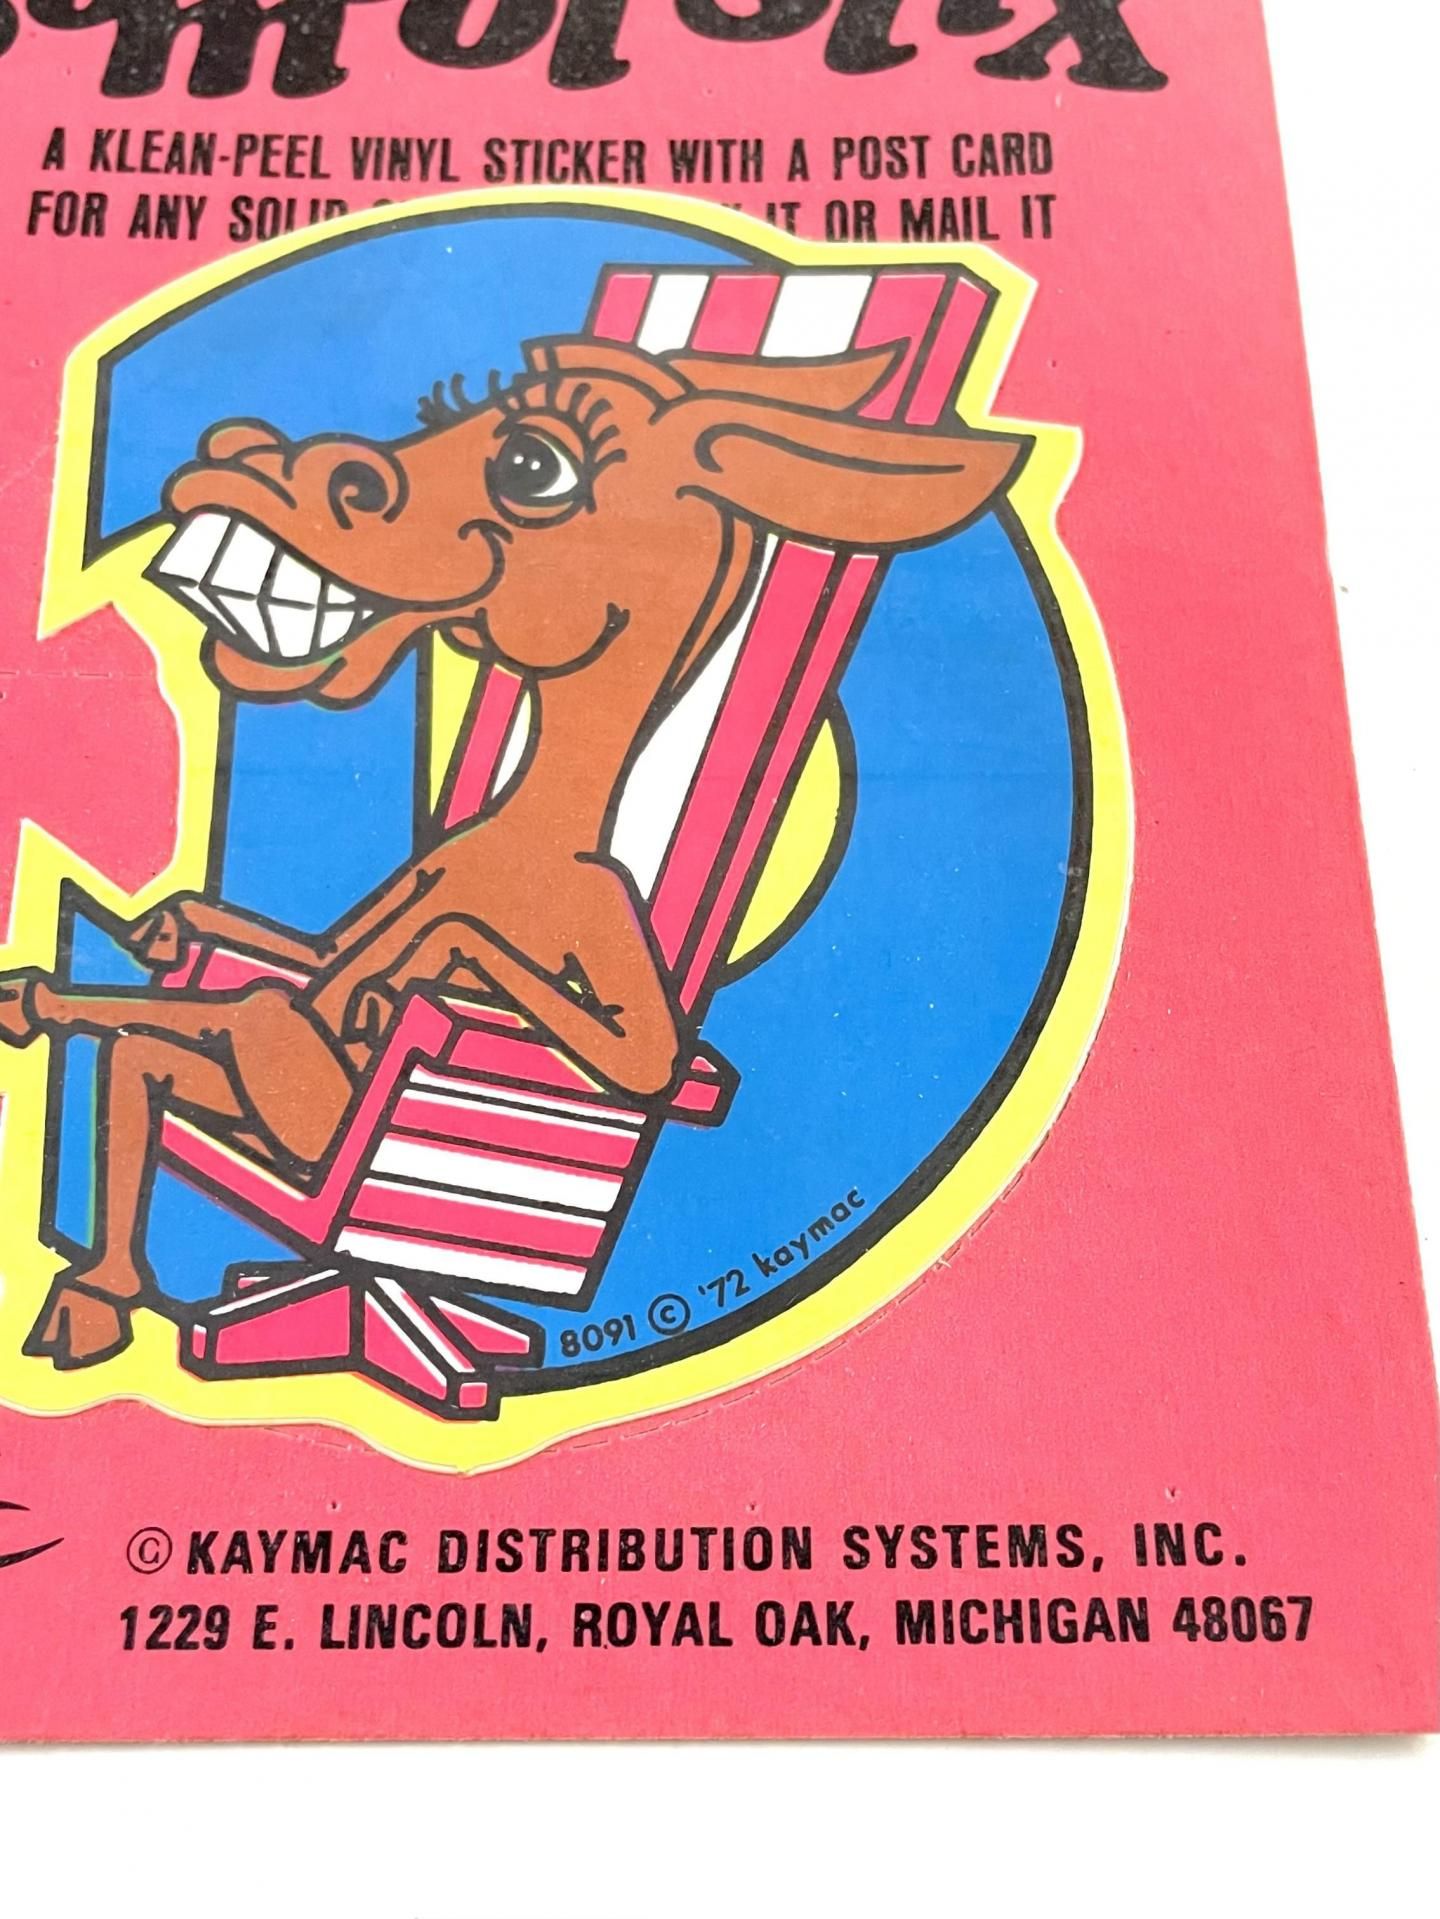 A KLEAN-PEEL VINYL STICKER WITH A POST CARD
FOR ANY SOLID IT OR MAIL IT
8091 © '72 kaymac
© KAYMAC DISTRIBUTION SYSTEMS, INC.
1229 E. LINCOLN, ROYAL OAK, MICHIGAN 48067